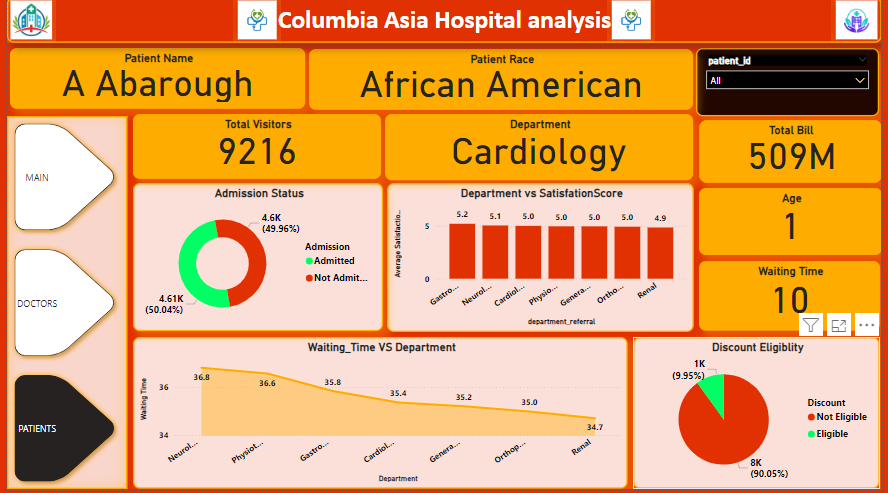 Columbia Asia Hospital analysis
Patient Name
A Abarough
Patient Race
African American
patient_id
All
Total Visitors
9216
Department
Cardiology
Total Bill
509M
MAIN
DOCTORS
PATIENTS
Admission Status
4.6K
(49.96%)
4.61K
(50.04%)
Admission
Admitted
Not Admit...
Department vs SatisfationScore
Average Satisfactio...
5
0
5.2
5.1
5.0
5.0
5.0
5.0
4.9
Gastro...
Neurol...
Cardiol...
Physio...
Genera...
Ortho...
Renal
department_referral
Age
1
Waiting Time
10
Waiting_Time VS Department
Waiting Time
36
34
36.8
36.6
35.8
35.4
35.2
35.0
34.7
Neurol...
Physiot...
Gastro...
Cardiol...
Genera...
Orthop...
Renal
Department
Discount Eligiblity
1K
(9.95%)
8K
(90.05%)
Discount
Not Eligible
Eligible